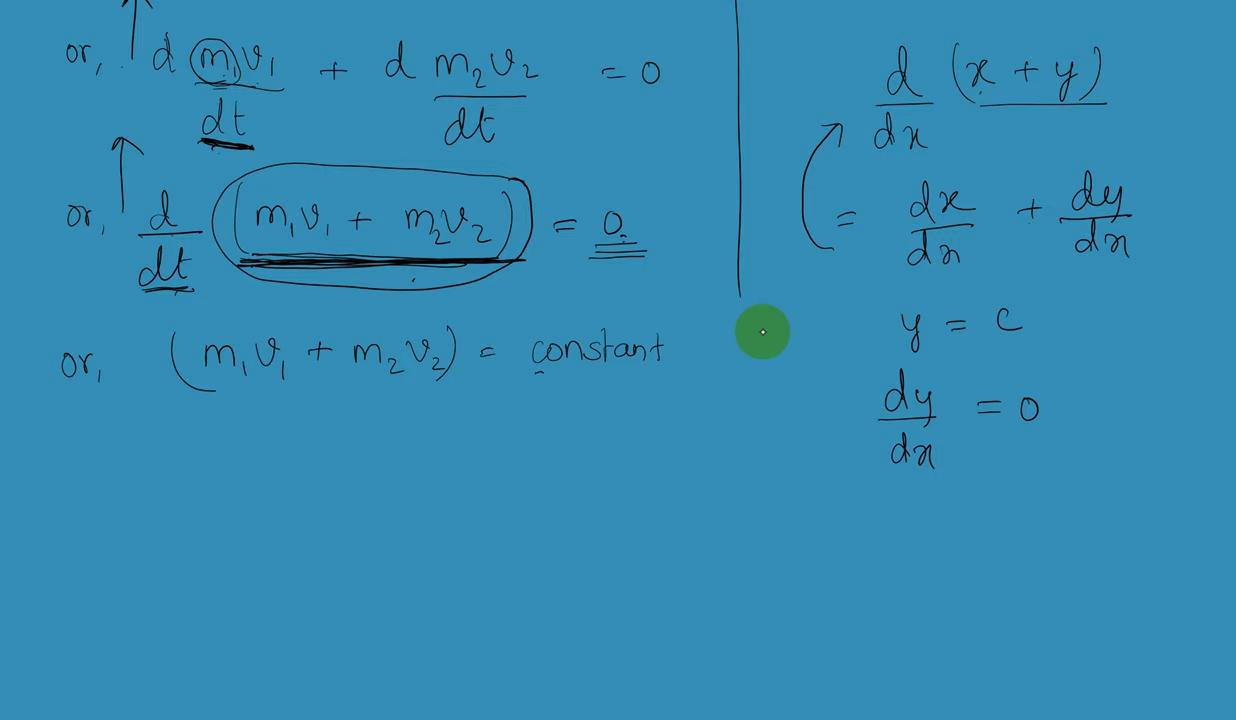 or, d m₁v₁/dt + d m₂v₂/dt = 0
or, d/dt (m₁v₁ + m₂v₂) = 0
or, (m₁v₁ + m₂v₂) = constant
d/dx (x + y)
= dx/dx + dy/dx
y = c
dy/dx = 0